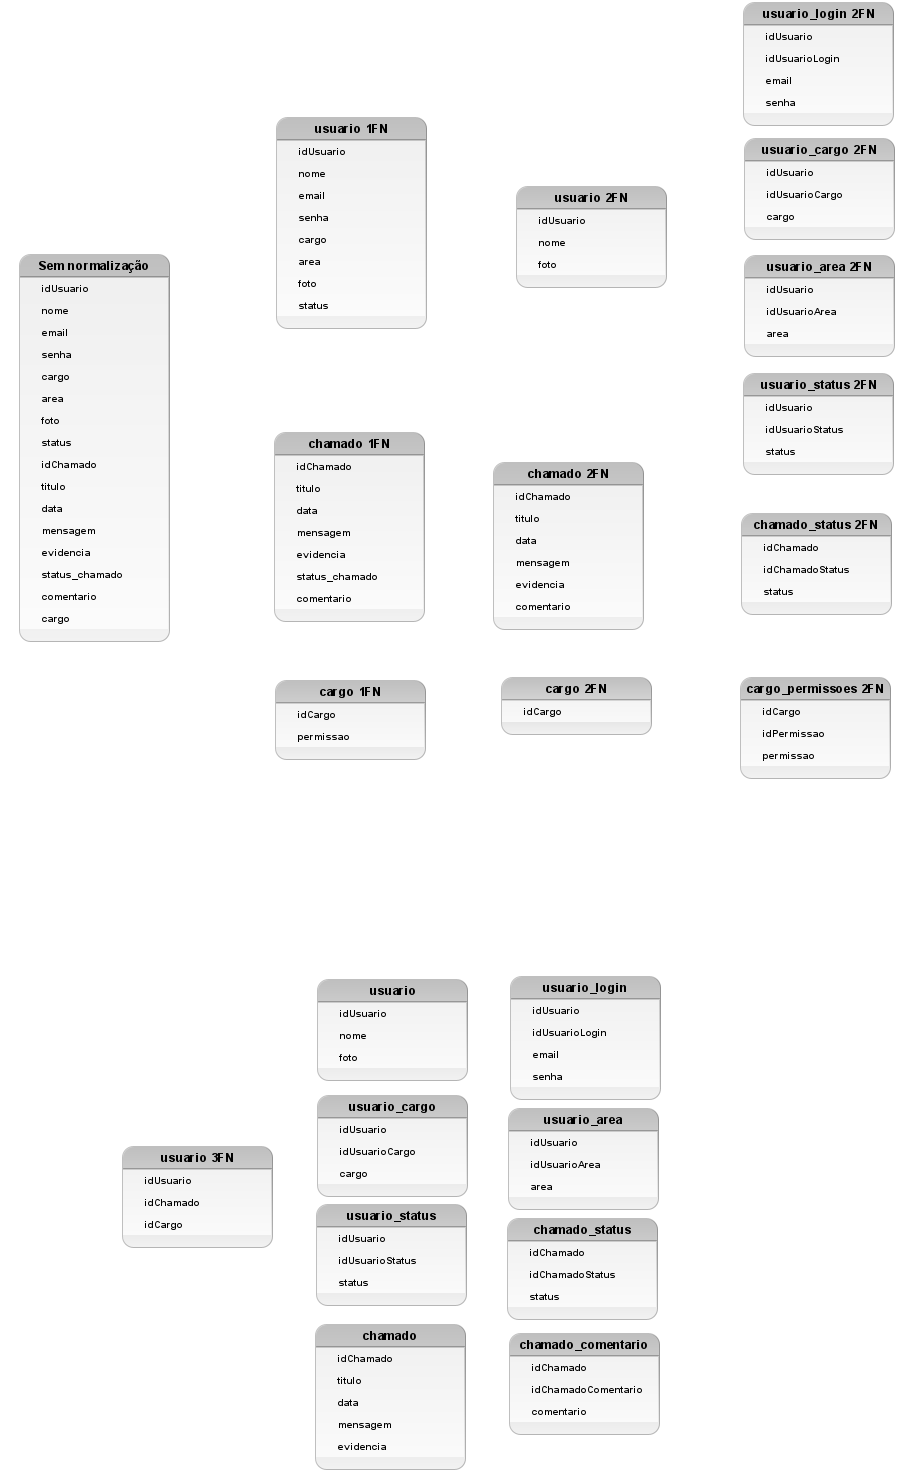 Sem normalização
idUsuario
nome
email
senha
cargo
area
foto
status
idChamado
titulo
data
mensagem
evidencia
status_chamado
comentario
cargo
usuario 1FN
idUsuario
nome
email
senha
cargo
area
foto
status
chamado 1FN
idChamado
titulo
data
mensagem
evidencia
status_chamado
comentario
cargo 1FN
idCargo
permissao
usuario 2FN
idUsuario
nome
foto
chamado 2FN
idChamado
titulo
data
mensagem
evidencia
comentario
cargo 2FN
idCargo
usuario_login 2FN
idUsuario
idUsuarioLogin
email
senha
usuario_cargo 2FN
idUsuario
idUsuarioCargo
cargo
usuario_area 2FN
idUsuario
idUsuarioArea
area
usuario_status 2FN
idUsuario
idUsuarioStatus
status
chamado_status 2FN
idChamado
idChamadoStatus
status
cargo_permissoes 2FN
idCargo
idPermissao
permissao
usuario 3FN
idUsuario
idChamado
idCargo
usuario
idUsuario
nome
foto
usuario_cargo
idUsuario
idUsuarioCargo
cargo
usuario_status
idUsuario
idUsuarioStatus
status
chamado
idChamado
titulo
data
mensagem
evidencia
usuario_login
idUsuario
idUsuarioLogin
email
senha
usuario_area
idUsuario
idUsuarioArea
area
chamado_status
idChamado
idChamadoStatus
status
chamado_comentario
idChamado
idChamadoComentario
comentario